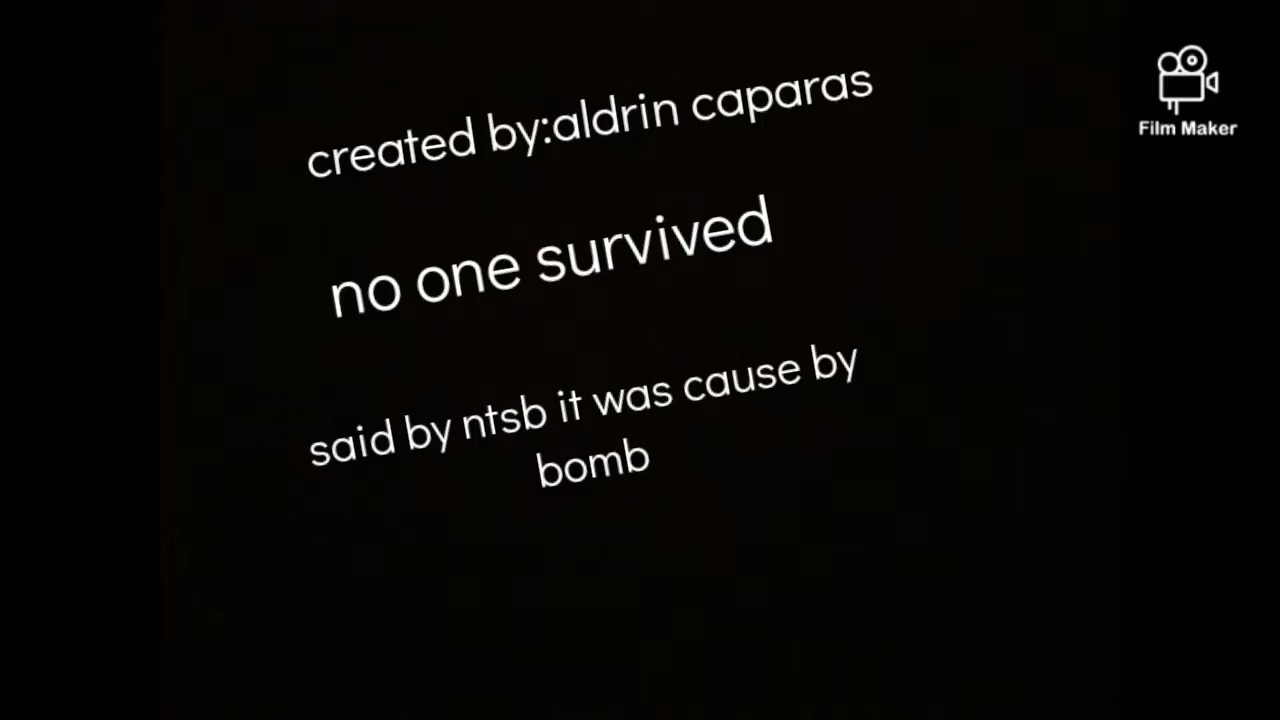 created by:aldrin caparas
Film Maker
no one survived
said by ntsb it was cause by
bomb